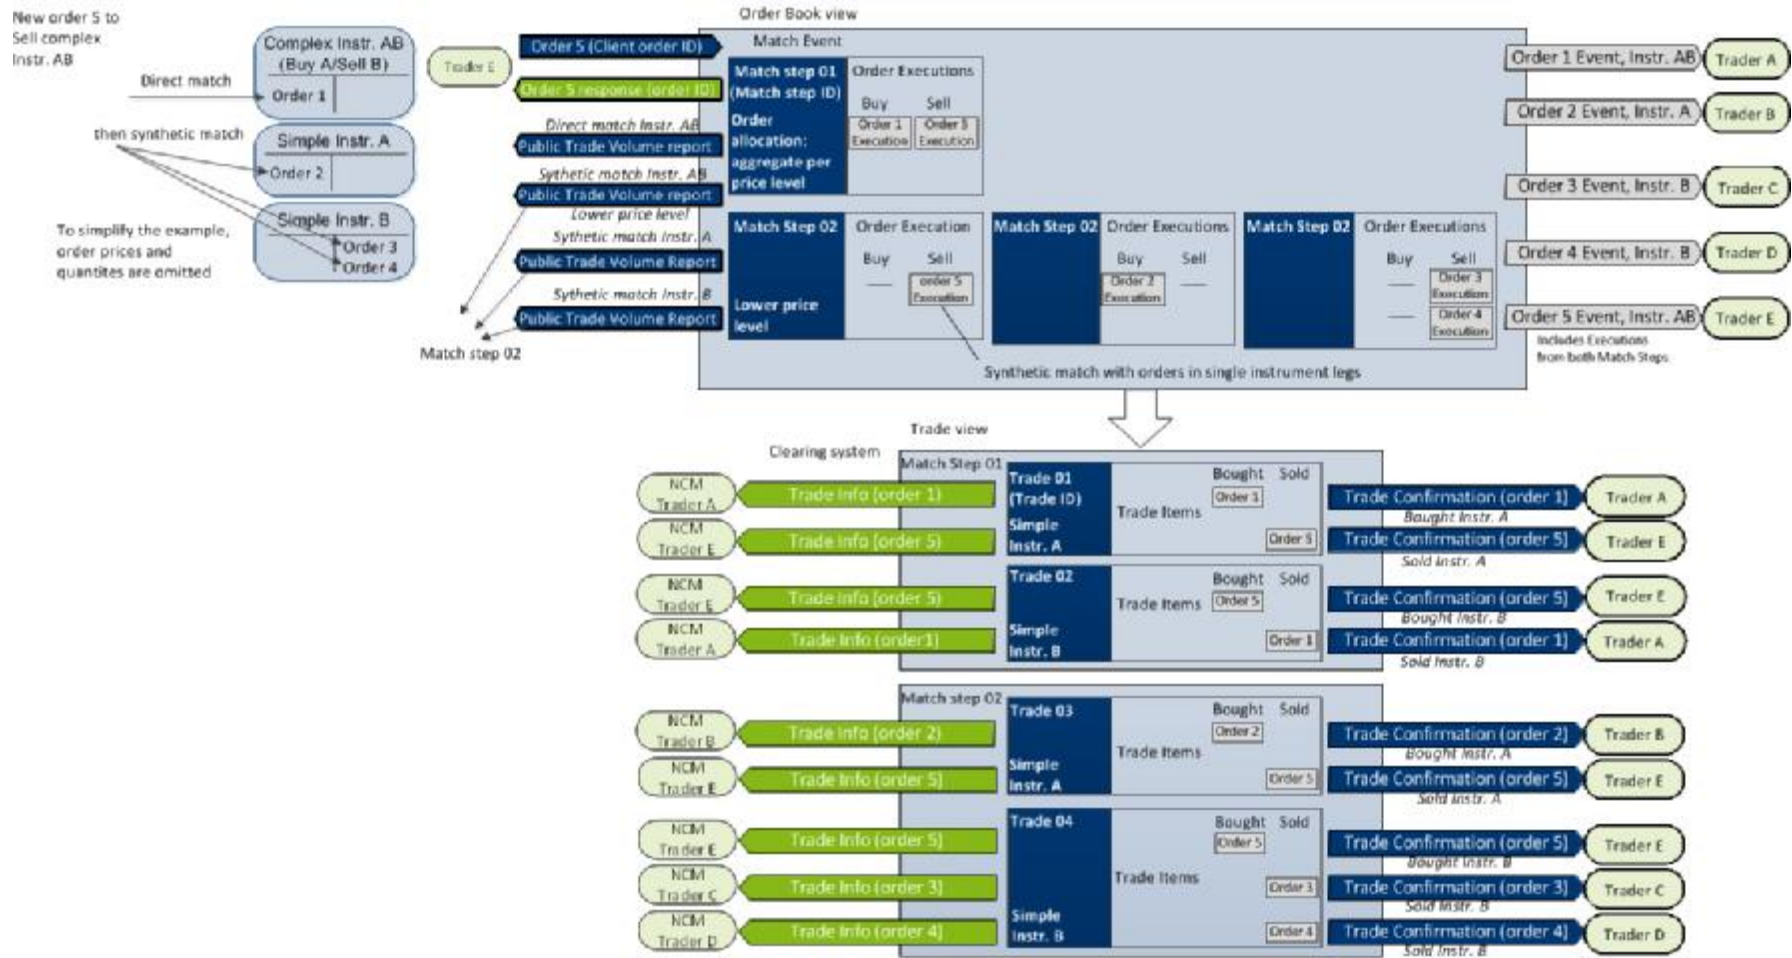 New order 5 to
Sell complex
Instr. AB
Direct match
then synthetic match
To simplify the example,
order prices and
quantites are omitted
Complex Instr. AB
(Buy A/Sell B)
Order 1
Simple Instr. A
Order 2
Simple Instr. B
Order 3
Order 4
Trader E
Order 5 (Client order ID)
Order 5 response (order ID)
Direct match Instr. AB
Public Trade Volume report
Sythetic match Instr. AB
Public Trade Volume report
Lower price level
Sythetic match Instr. A
Public Trade Volume Report
Sythetic match Instr. B
Public Trade Volume Report
Match step 02
Order Book view
Match Event
Match step 01
(Match step ID)
Order
allocation:
aggregate per
price level
Order Executions
Buy Sell
Order 1
Execution
Order 5
Execution
Match Step 02
Lower price
level
Order Execution
Buy Sell
order 5
Execution
Match Step 02
Order Executions
Buy Sell
Order 2
Execution
Match Step 02
Order Executions
Buy Sell
Order 3
Execution
Order 4
Execution
Synthetic match with orders in single instrument legs
Order 1 Event, Instr. AB
Trader A
Order 2 Event, Instr. A
Trader B
Order 3 Event, Instr. B
Trader C
Order 4 Event, Instr. B
Trader D
Order 5 Event, Instr. AB
Trader E
Includes Executions
from both Match Steps
Trade view
Clearing system
Match Step 01
NCM
Trader A
Trade Info (order 1)
NCM
Trader E
Trade Info (order 5)
Trade 01
(Trade ID)
Simple
Instr. A
Trade Items
Bought Sold
Order 1
Order 5
Trade Confirmation (order 1)
Trader A
Bought Instr. A
Trade Confirmation (order 5)
Trader E
Sold Instr. A
NCM
Trader E
Trade Info (order 5)
NCM
Trader A
Trade Info (order1)
Trade 02
Simple
Instr. B
Trade Items
Bought Sold
Order 5
Order 1
Trade Confirmation (order 5)
Trader E
Bought Instr. B
Trade Confirmation (order 1)
Trader A
Sold Instr. B
Match step 02
NCM
Trader B
Trade Info (order 2)
NCM
Trader E
Trade Info (order 5)
Trade 03
Simple
Instr. A
Trade Items
Bought Sold
Order 2
Order 5
Trade Confirmation (order 2)
Trader B
Bought Instr. A
Trade Confirmation (order 5)
Trader E
Sold Instr. A
NCM
Trader E
Trade Info (order 5)
NCM
Trader C
Trade Info (order 3)
NCM
Trader D
Trade Info (order 4)
Trade 04
Simple
Instr. B
Trade Items
Bought Sold
Order 5
Order 3
Order 4
Trade Confirmation (order 5)
Trader E
Bought Instr. B
Trade Confirmation (order 3)
Trader C
Sold Instr. B
Trade Confirmation (order 4)
Trader D
Sold Instr. B